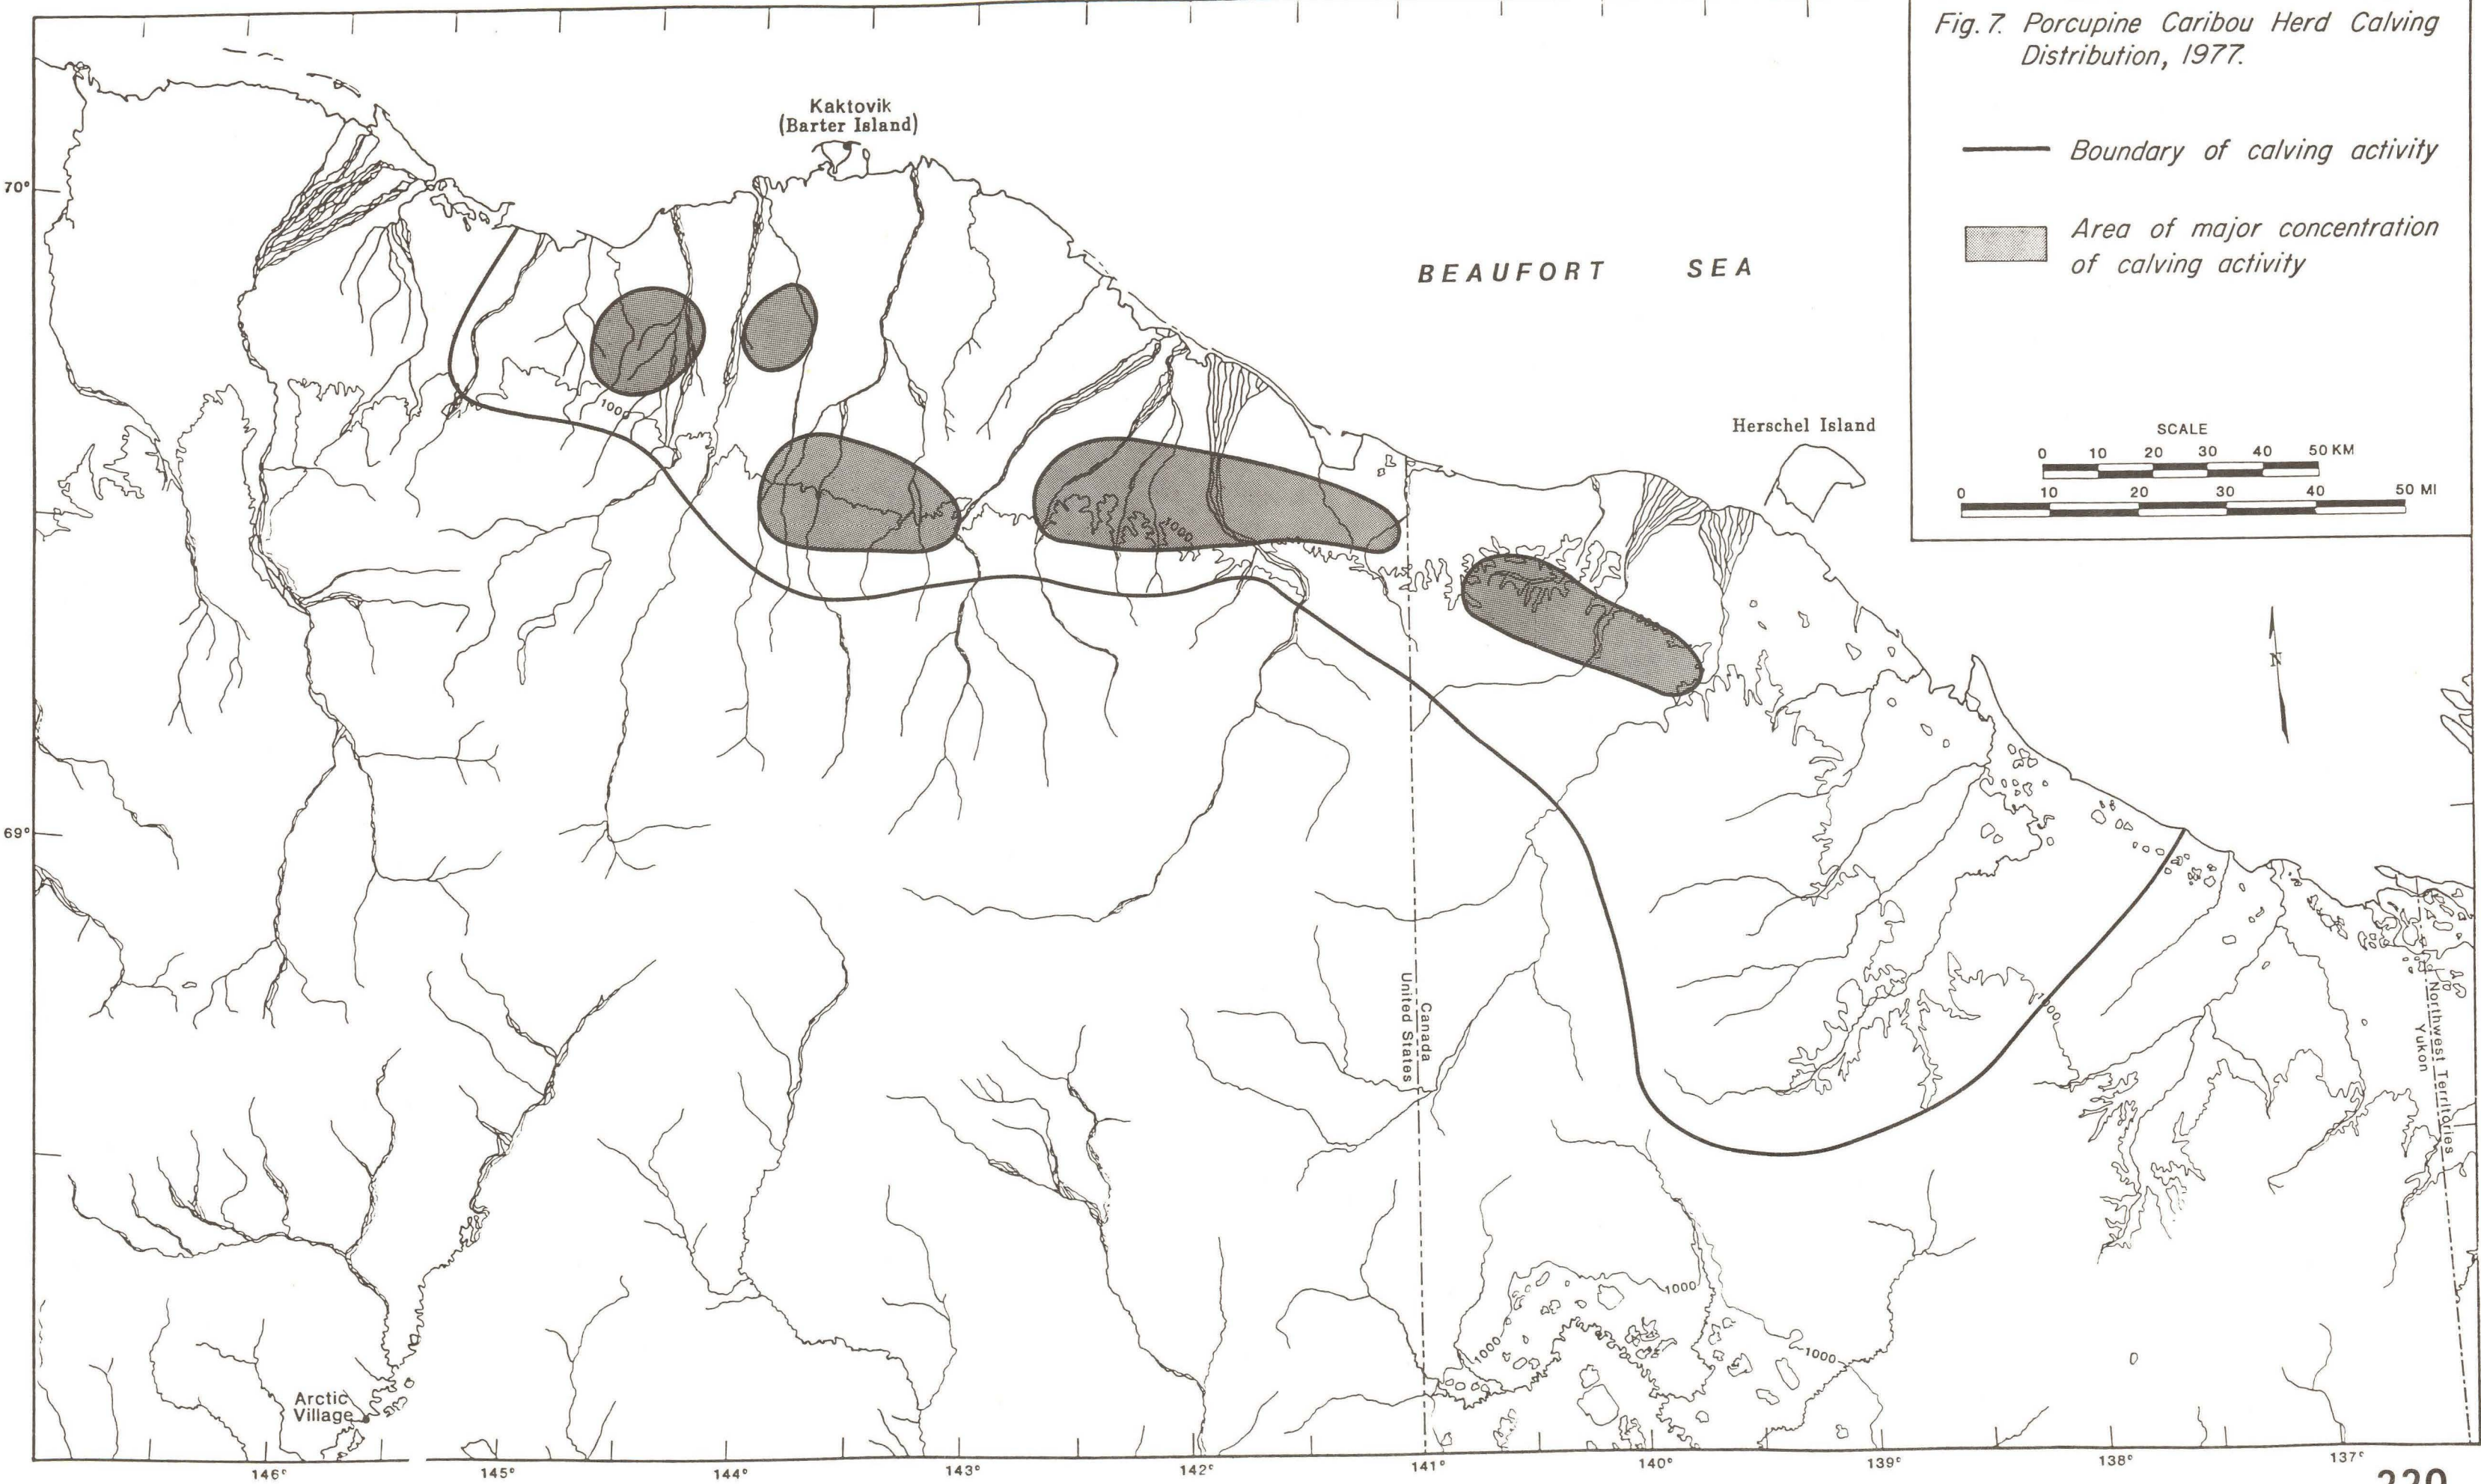 Fig. 7. Porcupine Caribou Herd Calving
Distribution, 1977.
Boundary of calving activity
Area of major concentration
of calving activity
SCALE
0 10 20 30 40 50 KM
0 10 20 30 40 50 MI
Kaktovik
(Barter Island)
70°
BEAUFORT SEA
Herschel Island
1000
1000
N
69°
1000
Canada
United States
Northwest Territories
Yukon
1000
1000
1000
Arctic
Village
146° 145° 144° 143° 142° 141° 140° 139° 138° 137°